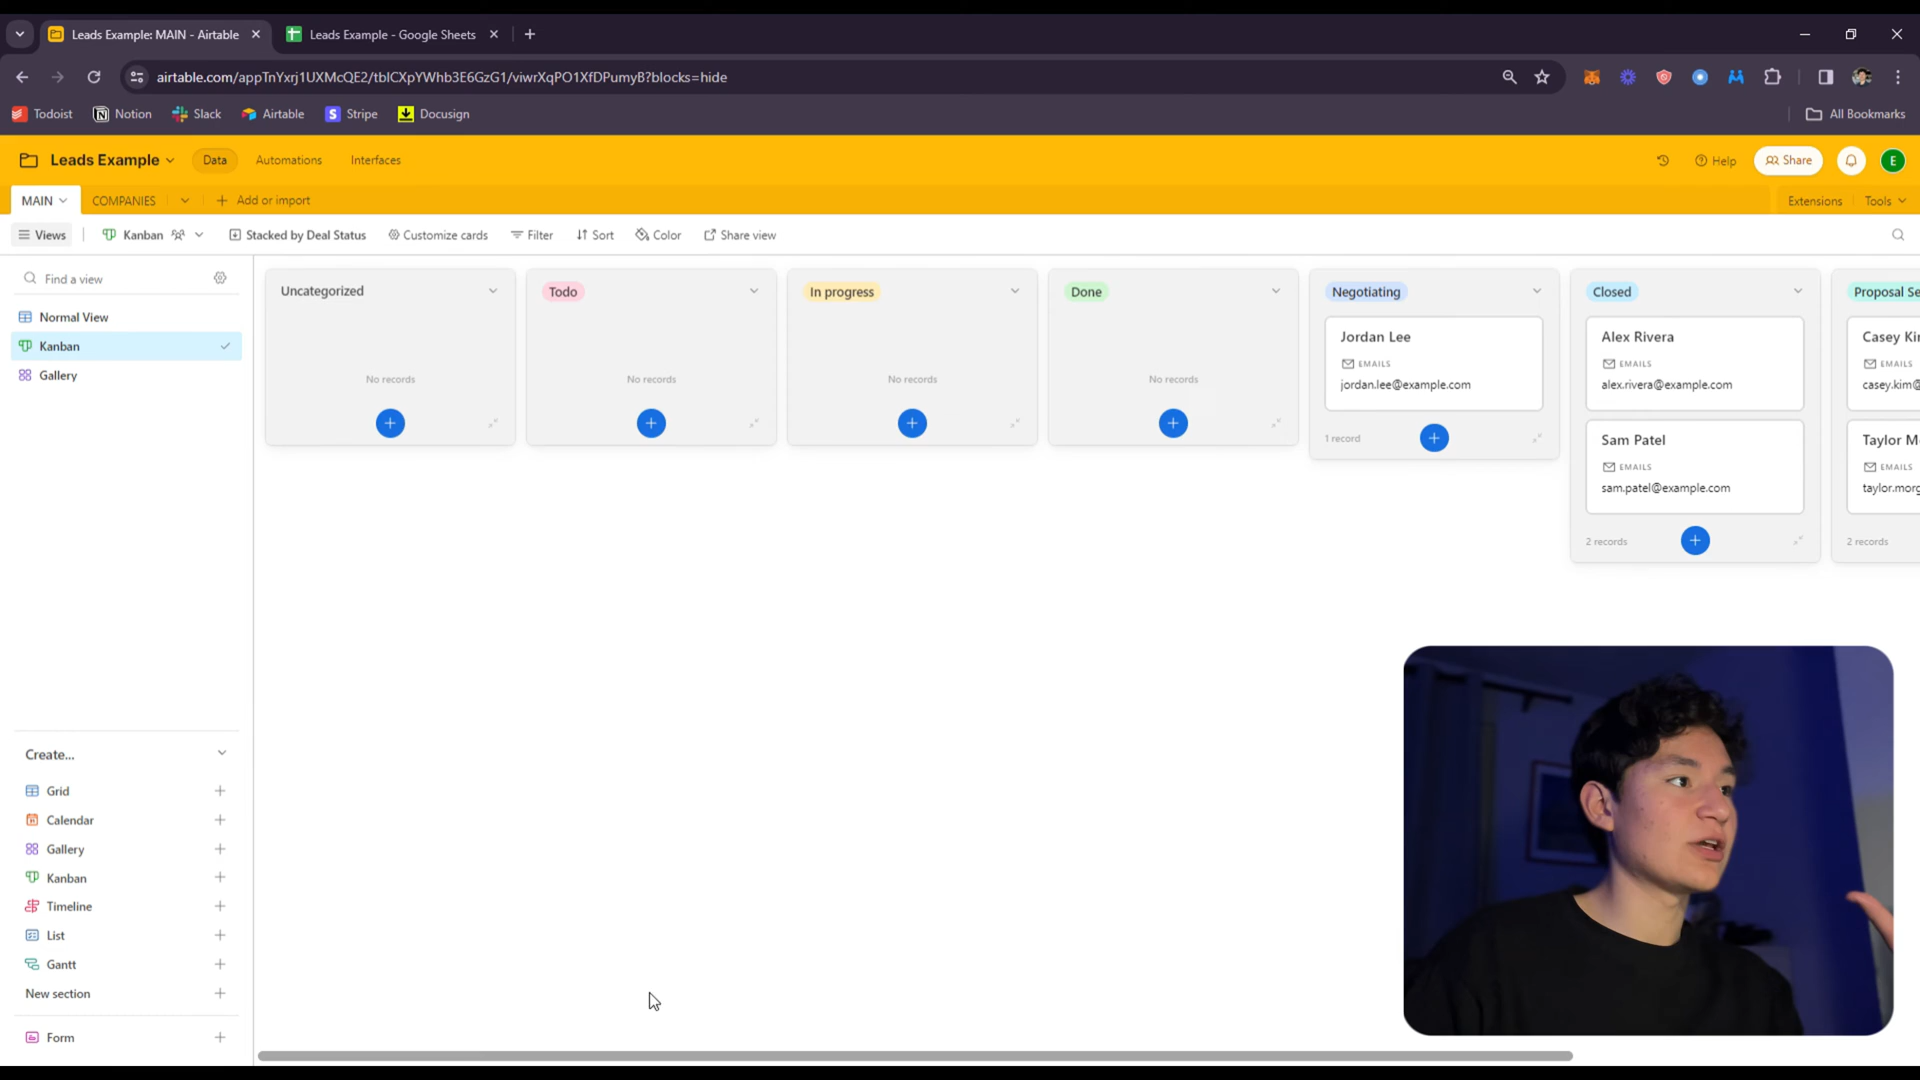 Leads Example: MAIN - Airtable
Leads Example - Google Sheets
airtable.com/appTnYxrj1UXMcQE2/tblCXpYWhb3E6GzG1/viwrXqPO1XfDPumyB?blocks=hide
Todoist
Notion
Slack
Airtable
Stripe
Docusign
All Bookmarks
Leads Example
Data
Automations
Interfaces
Help
Share
E
MAIN
COMPANIES
Add or import
Extensions
Tools
Views
Kanban
Stacked by Deal Status
Customize cards
Filter
Sort
Color
Share view
Find a view
Normal View
Kanban
Gallery
Uncategorized
No records
Todo
No records
In progress
No records
Done
No records
Negotiating
Jordan Lee
EMAILS
jordan.lee@example.com
1 record
Closed
Alex Rivera
EMAILS
alex.rivera@example.com
Sam Patel
EMAILS
sam.patel@example.com
2 records
Proposal Se
Casey Ki
EMAILS
casey.kim@
Taylor M
EMAILS
taylor.morg
2 records
Create...
Grid
Calendar
Gallery
Kanban
Timeline
List
Gantt
New section
Form